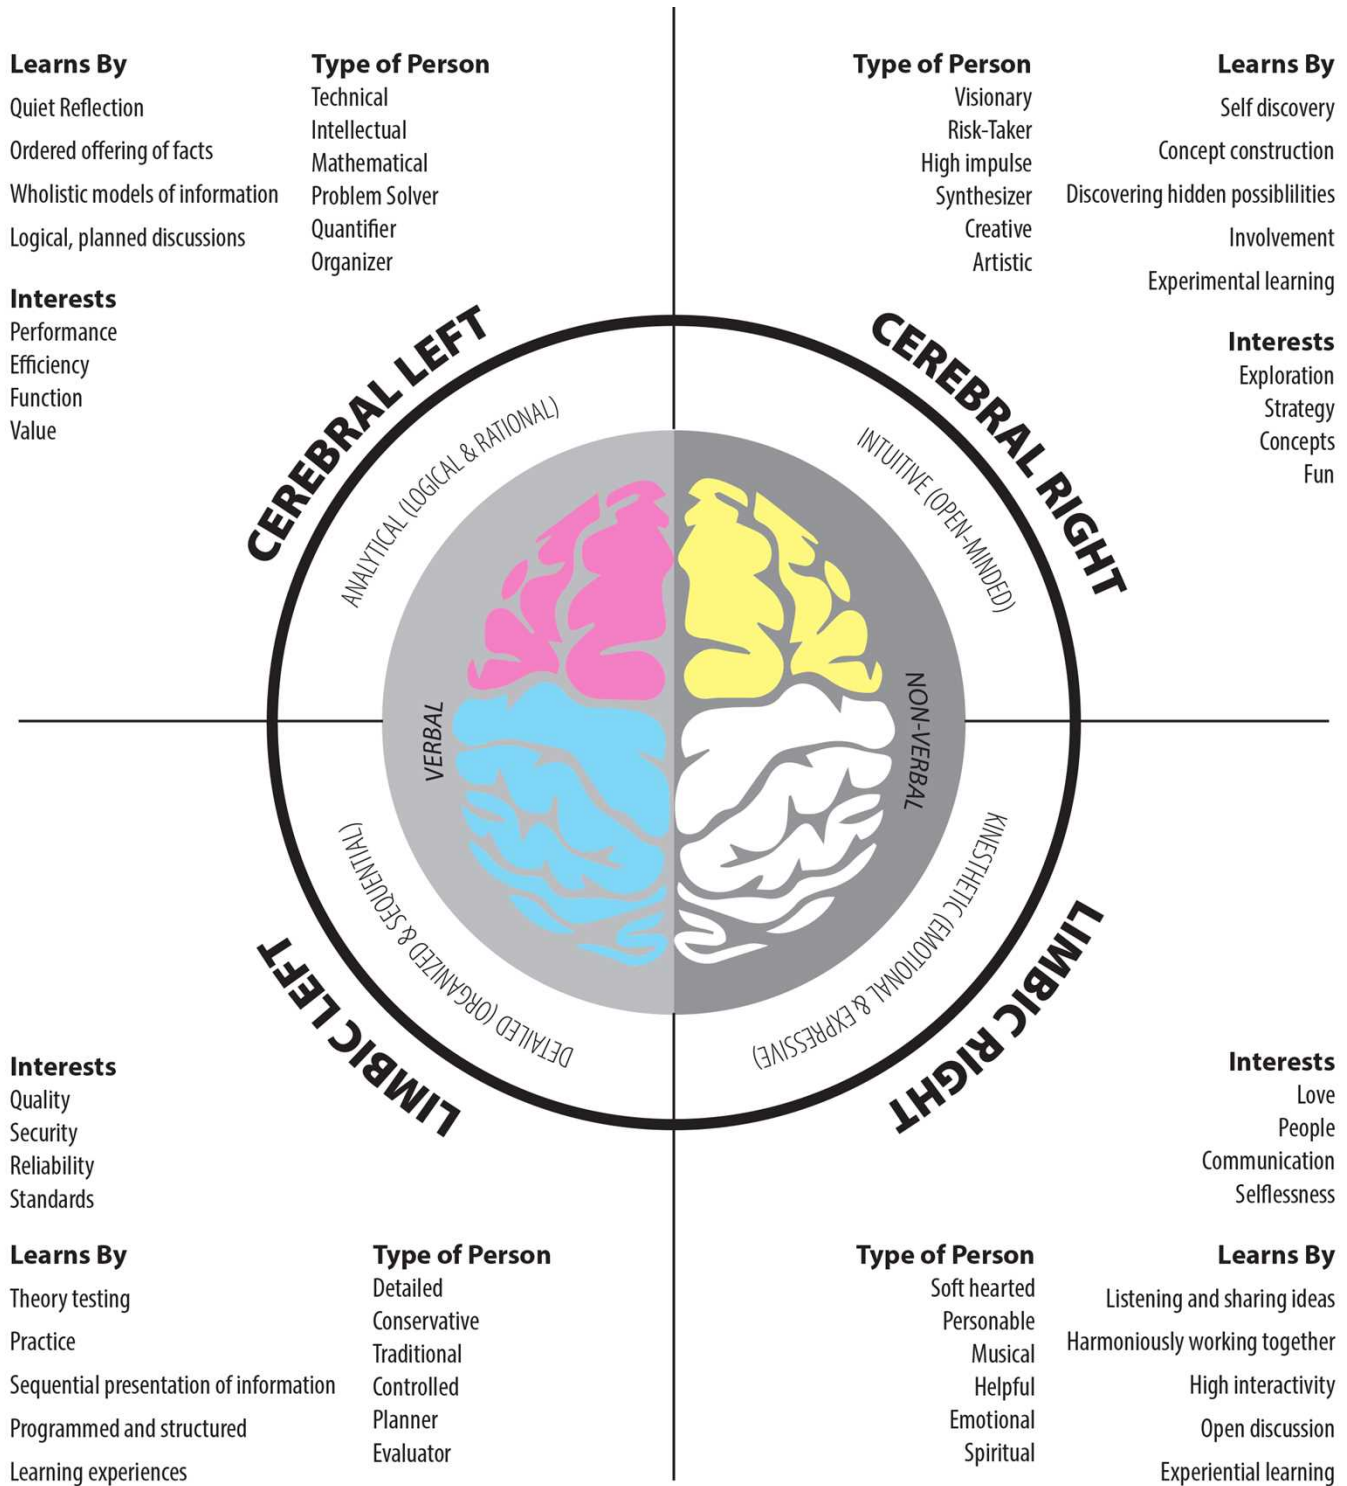 Learns By
Quiet Reflection
Ordered offering of facts
Wholistic models of information
Logical, planned discussions
Type of Person
Technical
Intellectual
Mathematical
Problem Solver
Quantifier
Organizer
Interests
Performance
Efficiency
Function
Value
Type of Person
Visionary
Risk-Taker
High impulse
Synthesizer
Creative
Artistic
Learns By
Self discovery
Concept construction
Discovering hidden possiblilities
Involvement
Experimental learning
Interests
Exploration
Strategy
Concepts
Fun
CEREBRAL LEFT
ANALYTICAL (LOGICAL & RATIONAL)
CEREBRAL RIGHT
INTUITIVE (OPEN-MINDED)
VERBAL
NON-VERBAL
DETAILED (ORGANIZED & SEQUENTIAL)
LIMBIC LEFT
KINESTHETIC (EMOTIONAL & EXPRESSIVE)
LIMBIC RIGHT
Interests
Quality
Security
Reliability
Standards
Learns By
Theory testing
Practice
Sequential presentation of information
Programmed and structured
Learning experiences
Type of Person
Detailed
Conservative
Traditional
Controlled
Planner
Evaluator
Interests
Love
People
Communication
Selflessness
Type of Person
Soft hearted
Personable
Musical
Helpful
Emotional
Spiritual
Learns By
Listening and sharing ideas
Harmoniously working together
High interactivity
Open discussion
Experiential learning